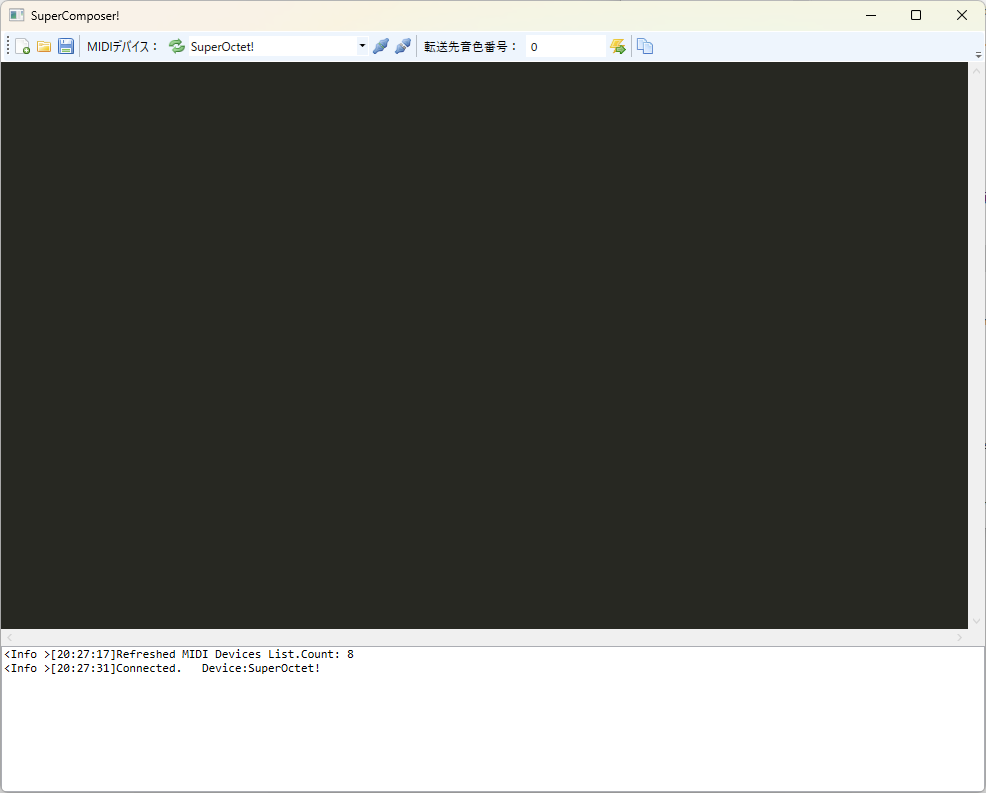 SuperComposer!
MIDIデバイス： SuperOctet! 転送先音色番号： 0
<Info >[20:27:17]Refreshed MIDI Devices List.Count: 8
<Info >[20:27:31]Connected.   Device:SuperOctet!